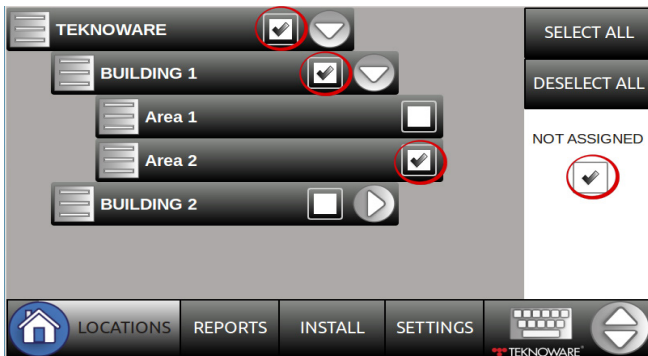 TEKNOWARE
SELECT ALL
BUILDING 1
DESELECT ALL
Area 1
NOT ASSIGNED
Area 2
BUILDING 2
LOCATIONS
REPORTS
INSTALL
SETTINGS
TEKNOWARE